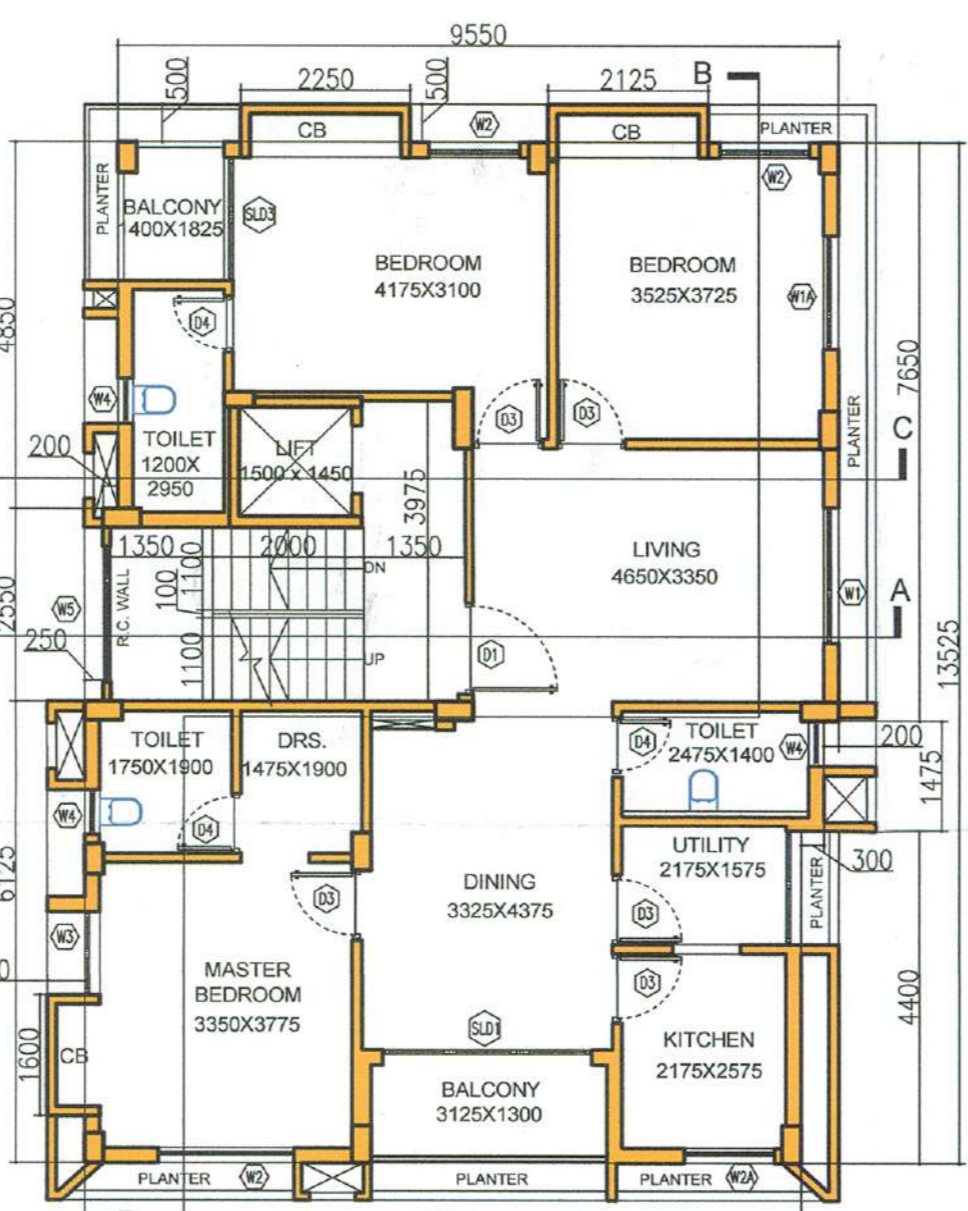 9550
500
2250
500
2125
B
CB
W2
CB
PLANTER
PLANTER
W2
BALCONY
400X1825
SLD3
BEDROOM
4175X3100
BEDROOM
3525X3725
W1A
4850
D4
7650
W4
D3
D3
PLANTER
C
200
TOILET
1200X
2950
LIFT
1500 x 1450
3975
1350
2000
1350
LIVING
4650X3350
DN
R.C. WALL
100
1100
2550
W5
W1
A
250
1100
UP
D1
13525
TOILET
1750X1900
DRS.
1475X1900
D4
TOILET
2475X1400
W4
200
1475
W4
D4
UTILITY
2175X1575
300
6125
DINING
3325X4375
D3
D3
PLANTER
W3
MASTER
BEDROOM
3350X3775
D3
4400
SLD1
KITCHEN
2175X2575
1600
CB
BALCONY
3125X1300
PLANTER
W2
PLANTER
PLANTER
W2A